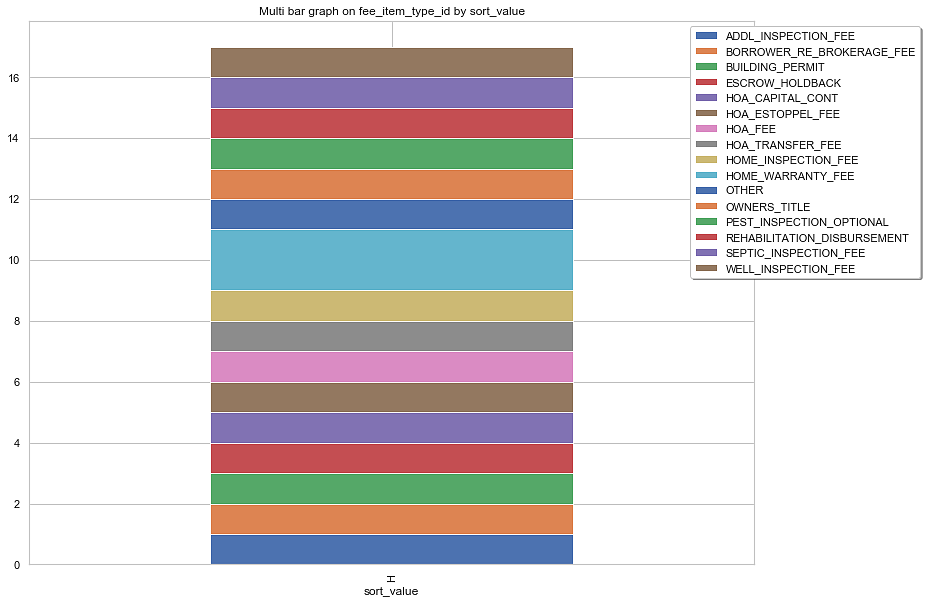 Multi bar graph on fee_item_type_id by sort_value
ADDL_INSPECTION_FEE
BORROWER_RE_BROKERAGE_FEE
BUILDING_PERMIT
ESCROW_HOLDBACK
HOA_CAPITAL_CONT
HOA_ESTOPPEL_FEE
HOA_FEE
HOA_TRANSFER_FEE
HOME_INSPECTION_FEE
HOME_WARRANTY_FEE
OTHER
OWNERS_TITLE
PEST_INSPECTION_OPTIONAL
REHABILITATION_DISBURSEMENT
SEPTIC_INSPECTION_FEE
WELL_INSPECTION_FEE
16
14
12
10
8
6
4
2
0
H
sort_value